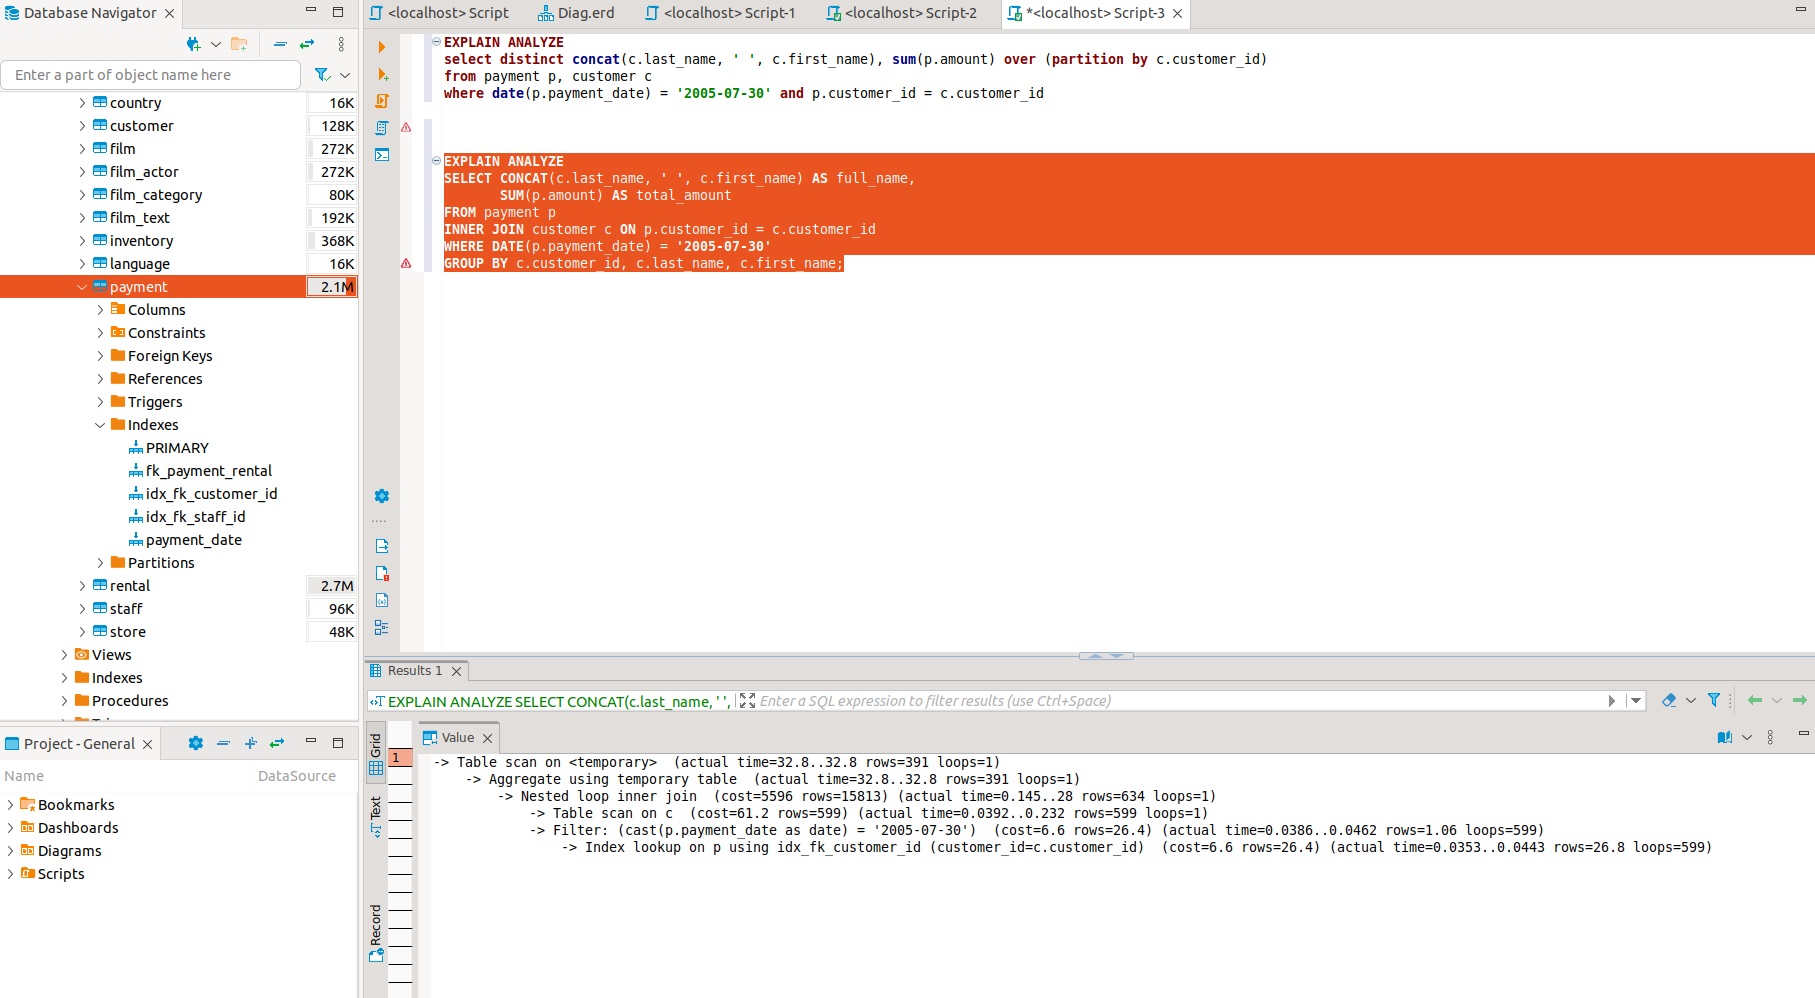 Database Navigator
<localhost> Script
Diag.erd
<localhost> Script-1
<localhost> Script-2
*<localhost> Script-3
Enter a part of object name here
country 16K
customer 128K
film 272K
film_actor 272K
film_category 80K
film_text 192K
inventory 368K
language 16K
payment 2.1M
Columns
Constraints
Foreign Keys
References
Triggers
Indexes
PRIMARY
fk_payment_rental
idx_fk_customer_id
idx_fk_staff_id
payment_date
Partitions
rental 2.7M
staff 96K
store 48K
Views
Indexes
Procedures
Project - General
Name DataSource
Bookmarks
Dashboards
Diagrams
Scripts
EXPLAIN ANALYZE
select distinct concat(c.last_name, ' ', c.first_name), sum(p.amount) over (partition by c.customer_id)
from payment p, customer c
where date(p.payment_date) = '2005-07-30' and p.customer_id = c.customer_id
EXPLAIN ANALYZE
SELECT CONCAT(c.last_name, ' ', c.first_name) AS full_name,
SUM(p.amount) AS total_amount
FROM payment p
INNER JOIN customer c ON p.customer_id = c.customer_id
WHERE DATE(p.payment_date) = '2005-07-30'
GROUP BY c.customer_id, c.last_name, c.first_name;
Results 1
EXPLAIN ANALYZE SELECT CONCAT(c.last_name, ' ',
Enter a SQL expression to filter results (use Ctrl+Space)
Grid
Text
Record
1
Value
-> Table scan on <temporary>  (actual time=32.8..32.8 rows=391 loops=1)
-> Aggregate using temporary table  (actual time=32.8..32.8 rows=391 loops=1)
-> Nested loop inner join  (cost=5596 rows=15813) (actual time=0.145..28 rows=634 loops=1)
-> Table scan on c  (cost=61.2 rows=599) (actual time=0.0392..0.232 rows=599 loops=1)
-> Filter: (cast(p.payment_date as date) = '2005-07-30')  (cost=6.6 rows=26.4) (actual time=0.0386..0.0462 rows=1.06 loops=599)
-> Index lookup on p using idx_fk_customer_id (customer_id=c.customer_id)  (cost=6.6 rows=26.4) (actual time=0.0353..0.0443 rows=26.8 loops=599)